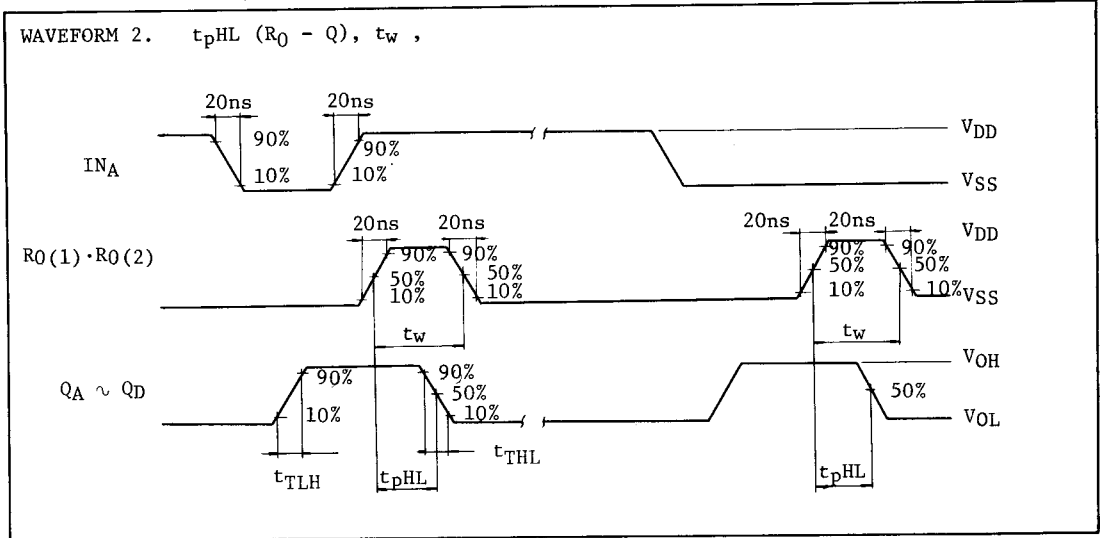 WAVEFORM 2. tpHL (R0 - Q), tw ,
20ns 20ns
90% 90% VDD
INA 10% 10% VSS
20ns 20ns 20ns 20ns VDD
R0(1)·R0(2) 90% 90% 90% 90%
50% 50% 50% 50%
10% 10% 10% 10% VSS
tw tw
90% 90% VOH
QA ~ QD 50% 50%
10% 10% VOL
tTLH tpHL tTHL tpHL